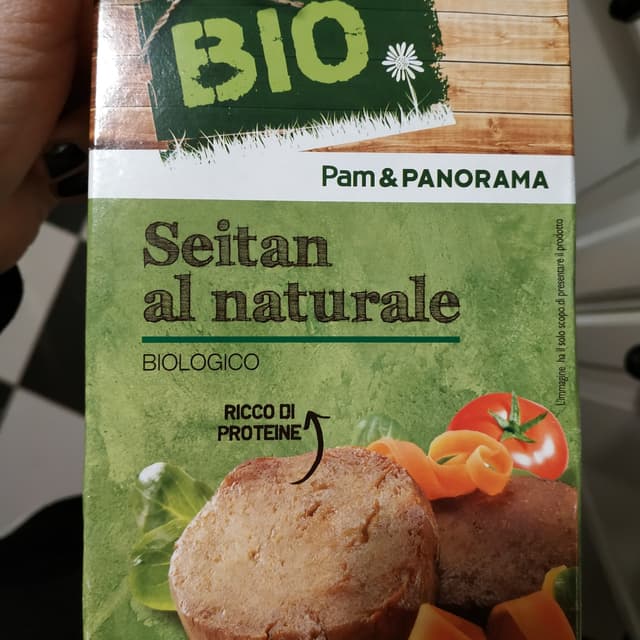 BIO
Pam & PANORAMA
Seitan
al naturale
BIOLOGICO
RICCO DI
PROTEINE
L'immagine ha il solo scopo di presentare il prodotto